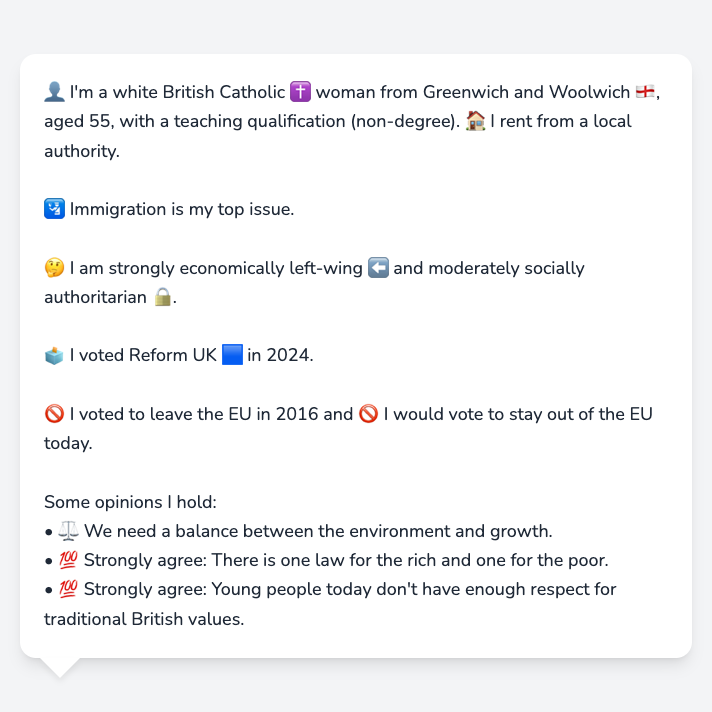 👤 I'm a white British Catholic ✝️ woman from Greenwich and Woolwich 🏴󠁧󠁢󠁥󠁮󠁧󠁿,
aged 55, with a teaching qualification (non-degree). 🏠 I rent from a local
authority.
🛂 Immigration is my top issue.
🤔 I am strongly economically left-wing ⬅️ and moderately socially
authoritarian 🔒.
🗳️ I voted Reform UK 🟦 in 2024.
🚫 I voted to leave the EU in 2016 and 🚫 I would vote to stay out of the EU
today.
Some opinions I hold:
• ⚖️ We need a balance between the environment and growth.
• 💯 Strongly agree: There is one law for the rich and one for the poor.
• 💯 Strongly agree: Young people today don't have enough respect for
traditional British values.